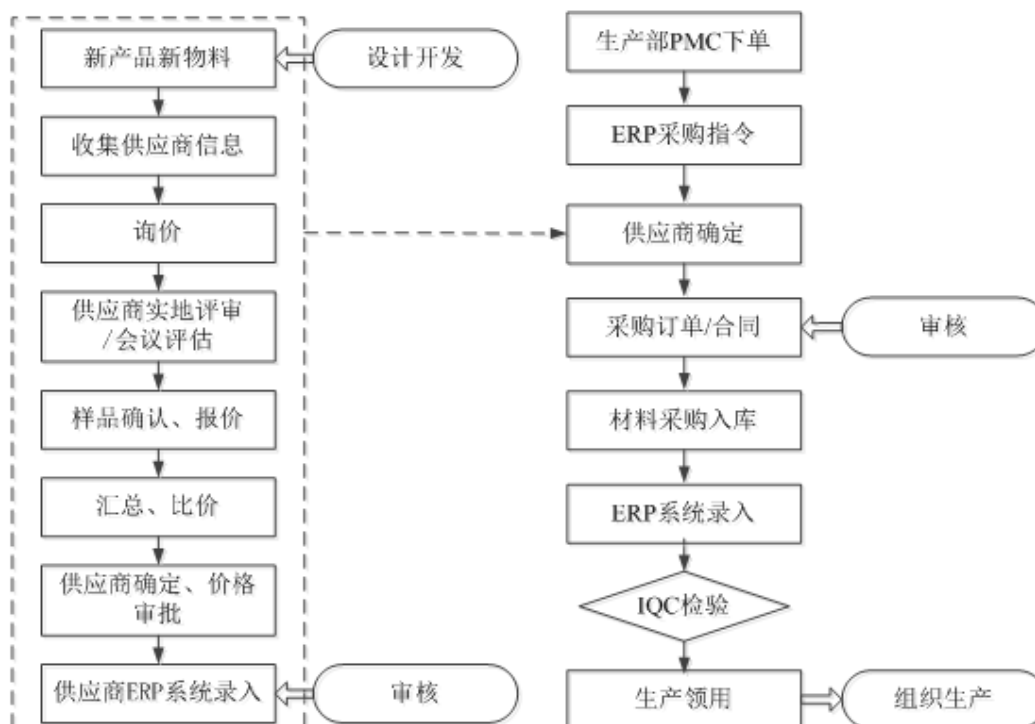 新产品新物料
设计开发
收集供应商信息
询价
供应商实地评审
/会议评估
样品确认、报价
汇总、比价
供应商确定、价格
审批
供应商ERP系统录入
审核
生产部PMC下单
ERP采购指令
供应商确定
采购订单/合同
审核
材料采购入库
ERP系统录入
IQC检验
生产领用
组织生产